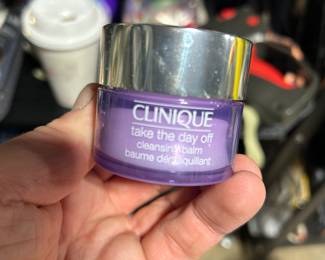 CLINIQUE
take the day off
cleansing balm
baume démaquillant